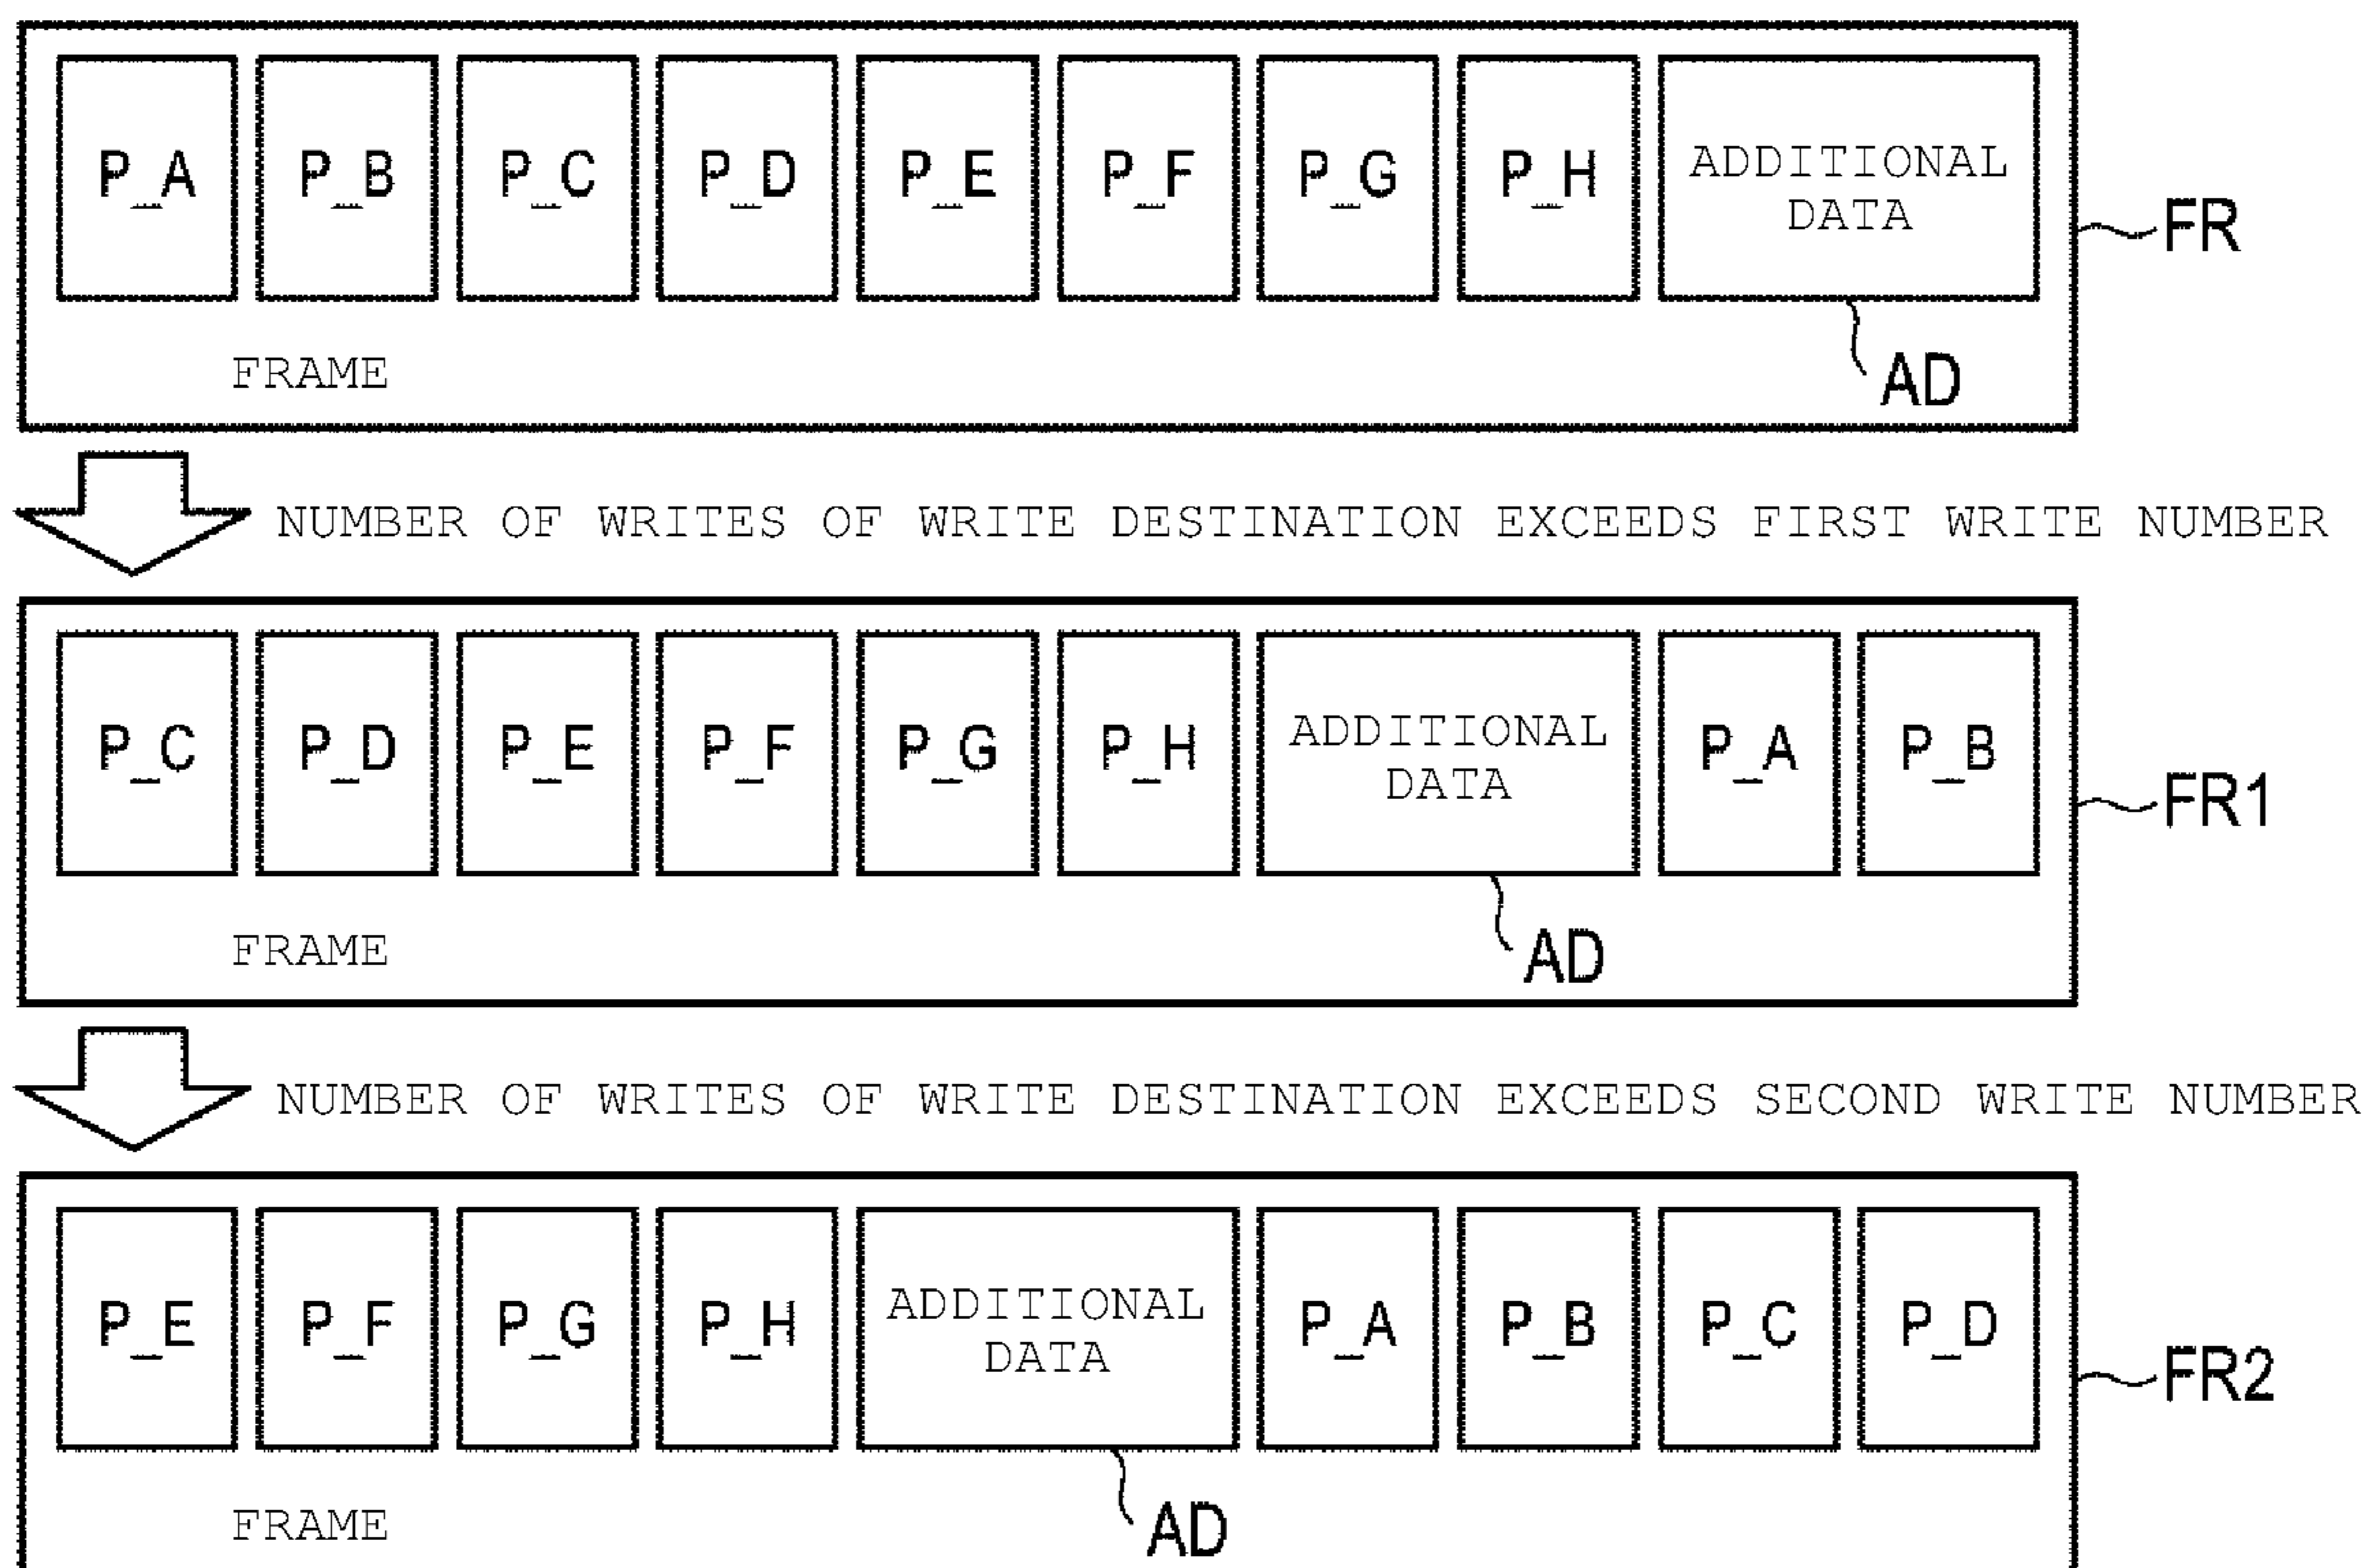 P_A P_B P_C P_D P_E P_F P_G P_H ADDITIONAL
DATA
FR
FRAME
AD
NUMBER OF WRITES OF WRITE DESTINATION EXCEEDS FIRST WRITE NUMBER
P_C P_D P_E P_F P_G P_H ADDITIONAL
DATA
P_A P_B
FR1
FRAME
AD
NUMBER OF WRITES OF WRITE DESTINATION EXCEEDS SECOND WRITE NUMBER
P_E P_F P_G P_H ADDITIONAL
DATA
P_A P_B P_C P_D
FR2
FRAME
AD